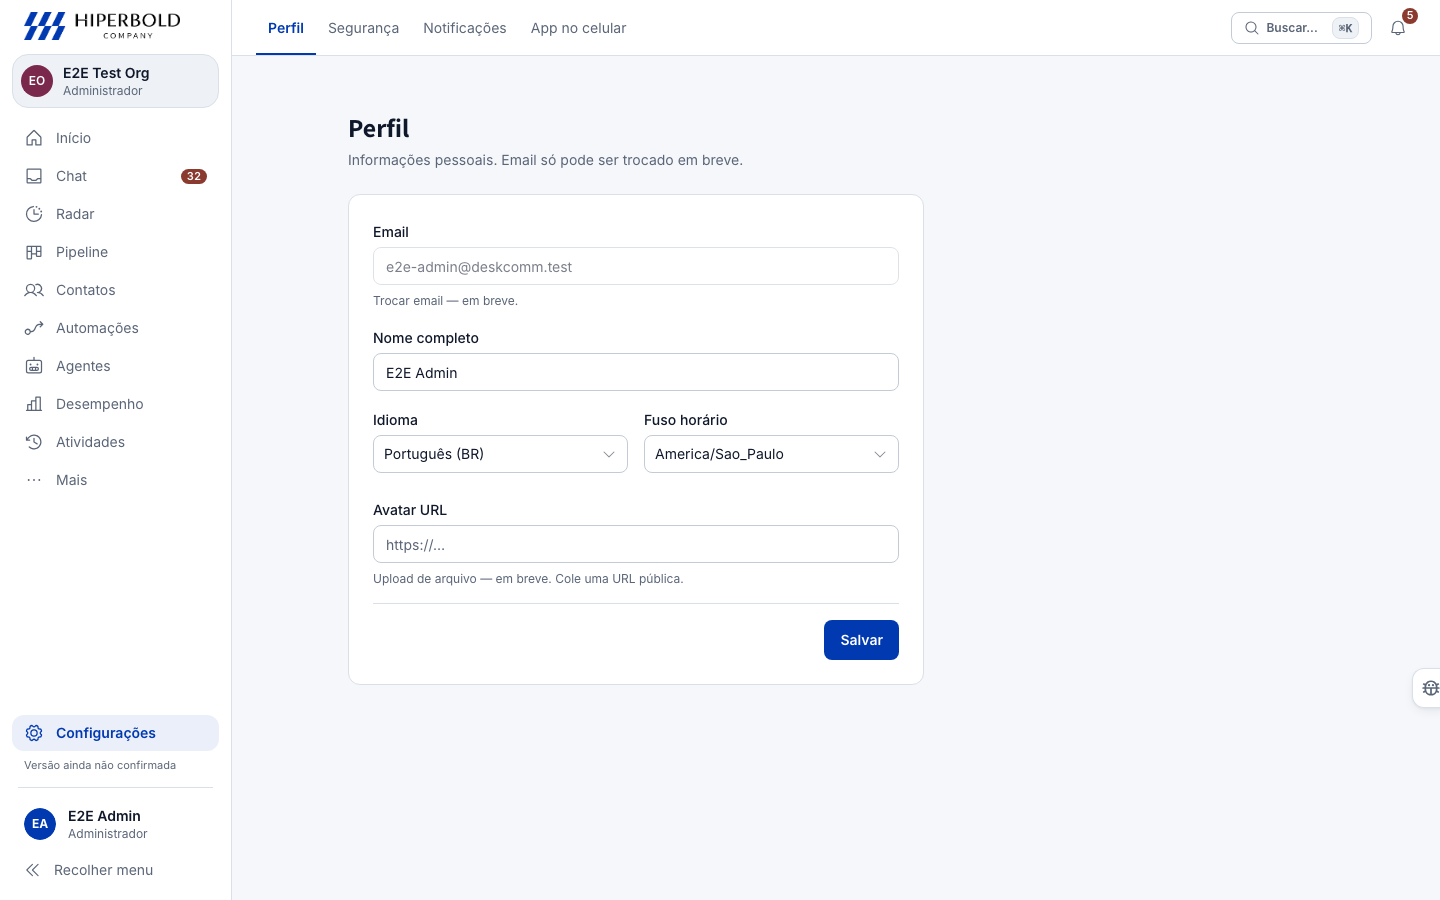 HIPERBOLD
COMPANY
EO
E2E Test Org
Administrador
Início
Chat
32
Radar
Pipeline
Contatos
Automações
Agentes
Desempenho
Atividades
Mais
Configurações
Versão ainda não confirmada
EA
E2E Admin
Administrador
Recolher menu
Perfil
Segurança
Notificações
App no celular
Buscar...
⌘K
5
Perfil
Informações pessoais. Email só pode ser trocado em breve.
Email
e2e-admin@deskcomm.test
Trocar email — em breve.
Nome completo
E2E Admin
Idioma
Fuso horário
Português (BR)
America/Sao_Paulo
Avatar URL
https://...
Upload de arquivo — em breve. Cole uma URL pública.
Salvar